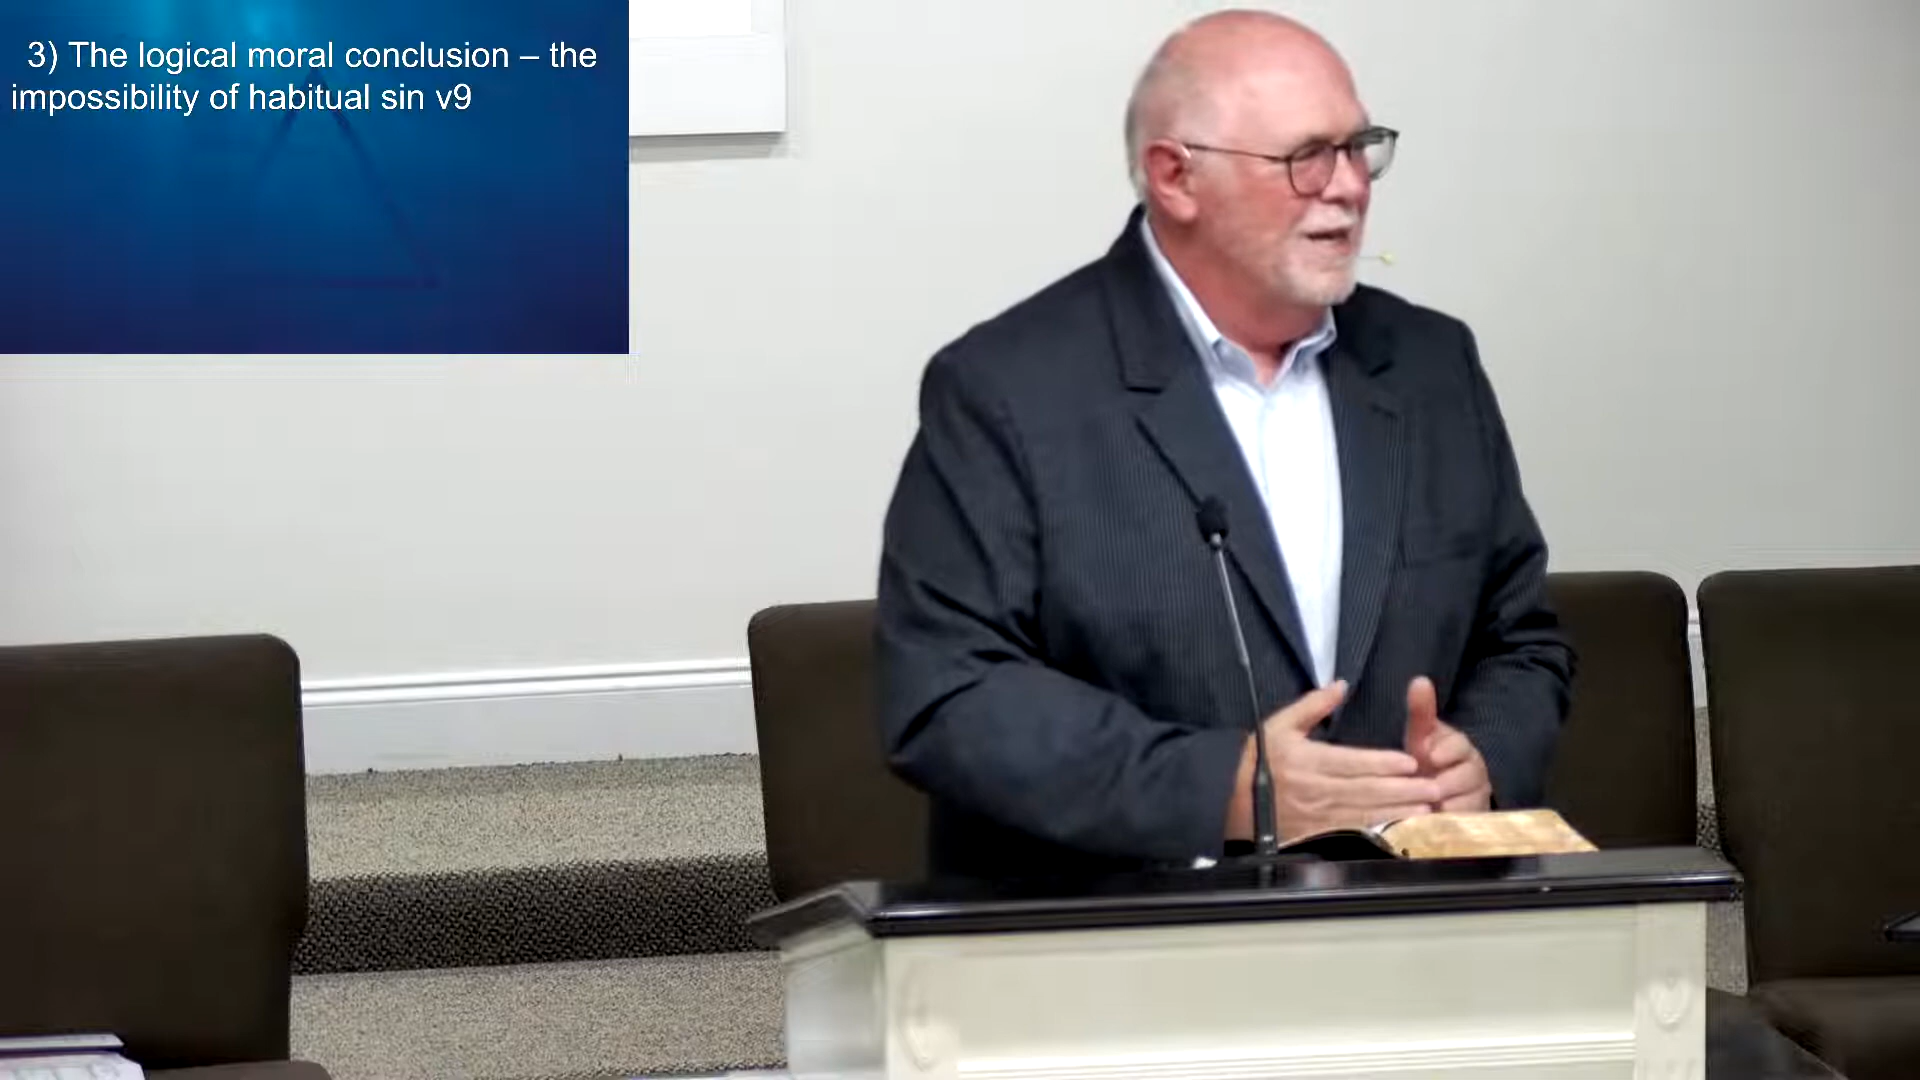 3) The logical moral conclusion – the
impossibility of habitual sin v9